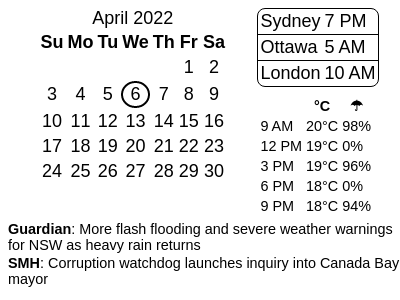 April 2022
Su Mo Tu We Th Fr Sa
1 2
3 4 5 6 7 8 9
10 11 12 13 14 15 16
17 18 19 20 21 22 23
24 25 26 27 28 29 30
Sydney 7 PM
Ottawa 5 AM
London 10 AM
°C ☂
9 AM 20°C 98%
12 PM 19°C 0%
3 PM 19°C 96%
6 PM 18°C 0%
9 PM 18°C 94%
Guardian: More flash flooding and severe weather warnings
for NSW as heavy rain returns
SMH: Corruption watchdog launches inquiry into Canada Bay
mayor